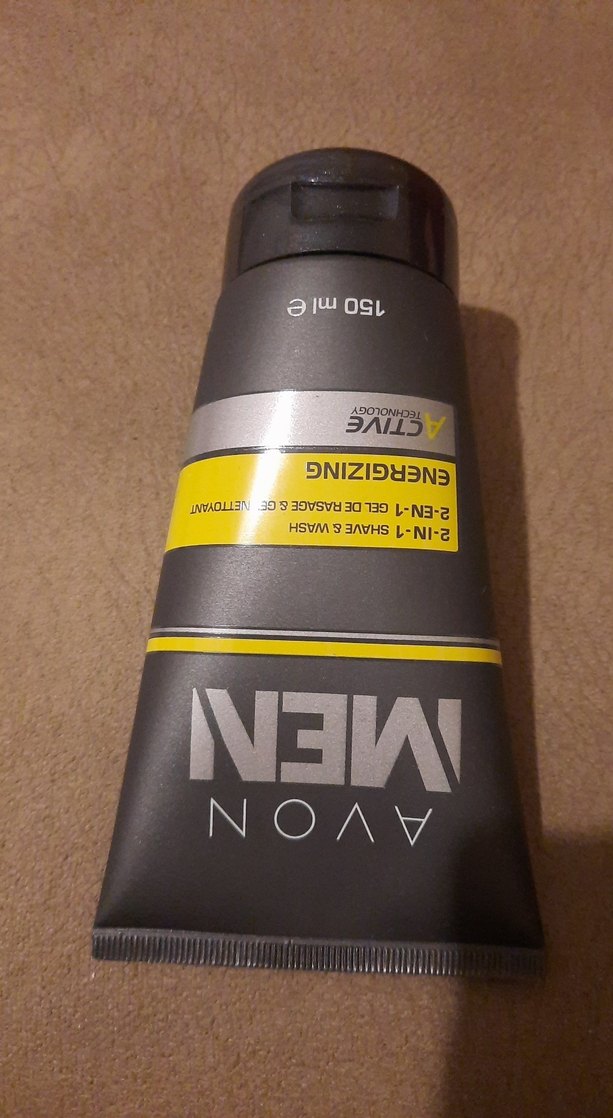 AVON
MEN
2-IN-1 SHAVE & WASH
2-EN-1 GEL DE RASAGE & GEL NETTOYANT
ENERGIZING
ACTIVE
TECHNOLOGY
150 ml e